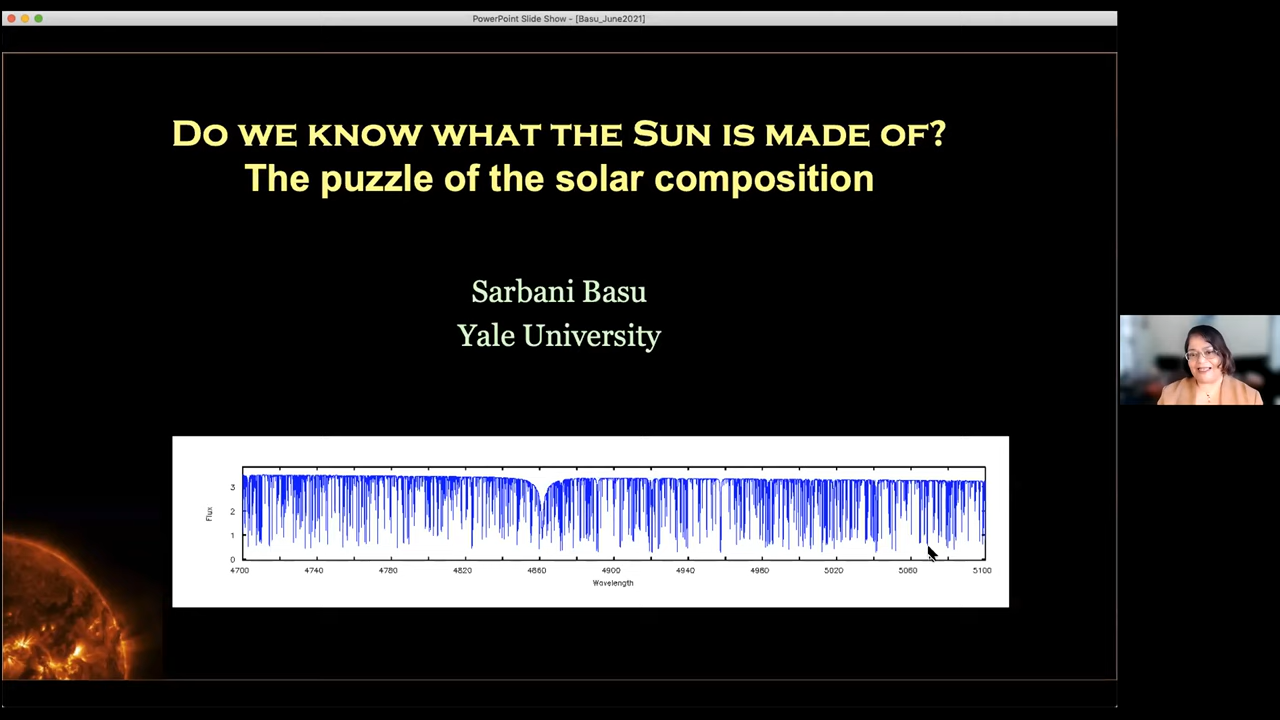 PowerPoint Slide Show - [Basu_June2021]
DO WE KNOW WHAT THE SUN IS MADE OF?
The puzzle of the solar composition
Sarbani Basu
Yale University
Flux
3
2
1
0
4700 4740 4780 4820 4860 4900 4940 4980 5020 5060 5100
Wavelength